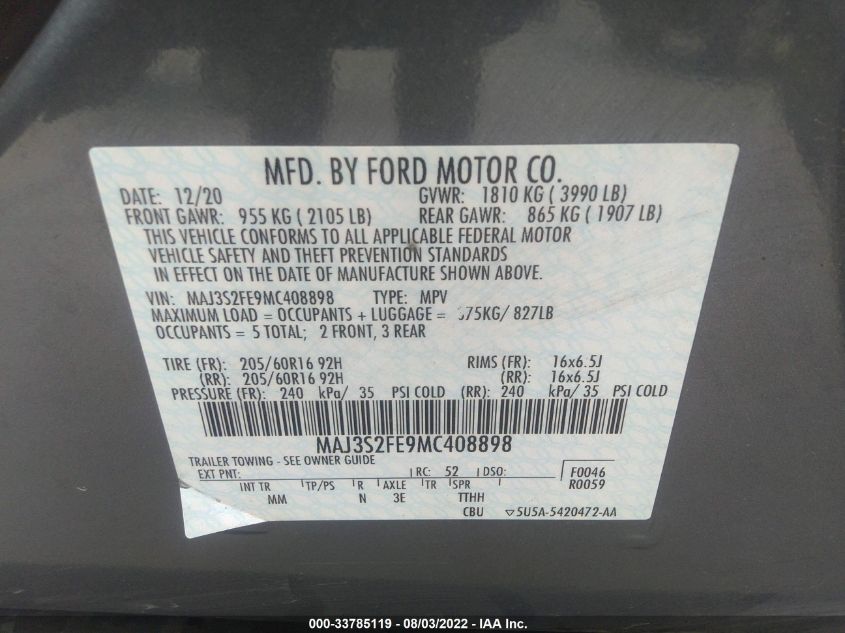 MFD. BY FORD MOTOR CO.
DATE: 12/20 GVWR: 1810 KG ( 3990 LB)
FRONT GAWR: 955 KG ( 2105 LB) REAR GAWR: 865 KG ( 1907 LB)
THIS VEHICLE CONFORMS TO ALL APPLICABLE FEDERAL MOTOR
VEHICLE SAFETY AND THEFT PREVENTION STANDARDS
IN EFFECT ON THE DATE OF MANUFACTURE SHOWN ABOVE.
VIN: MAJ3S2FE9MC408898 TYPE: MPV
MAXIMUM LOAD = OCCUPANTS + LUGGAGE = 375KG/ 827LB
OCCUPANTS = 5 TOTAL; 2 FRONT, 3 REAR
TIRE (FR): 205/60R16 92H RIMS (FR): 16x6.5J
(RR): 205/60R16 92H (RR): 16x6.5J
PRESSURE (FR): 240 kPa/ 35 PSI COLD (RR): 240 kPa/ 35 PSI COLD
MAJ3S2FE9MC408898
TRAILER TOWING - SEE OWNER GUIDE
EXT PNT: RC: 52 DSO: F0046
INT TR TP/PS R AXLE TR SPR R0059
MM N 3E TTHH
CBU ▽5U5A-5420472-AA
000-33785119 - 08/03/2022 - IAA Inc.